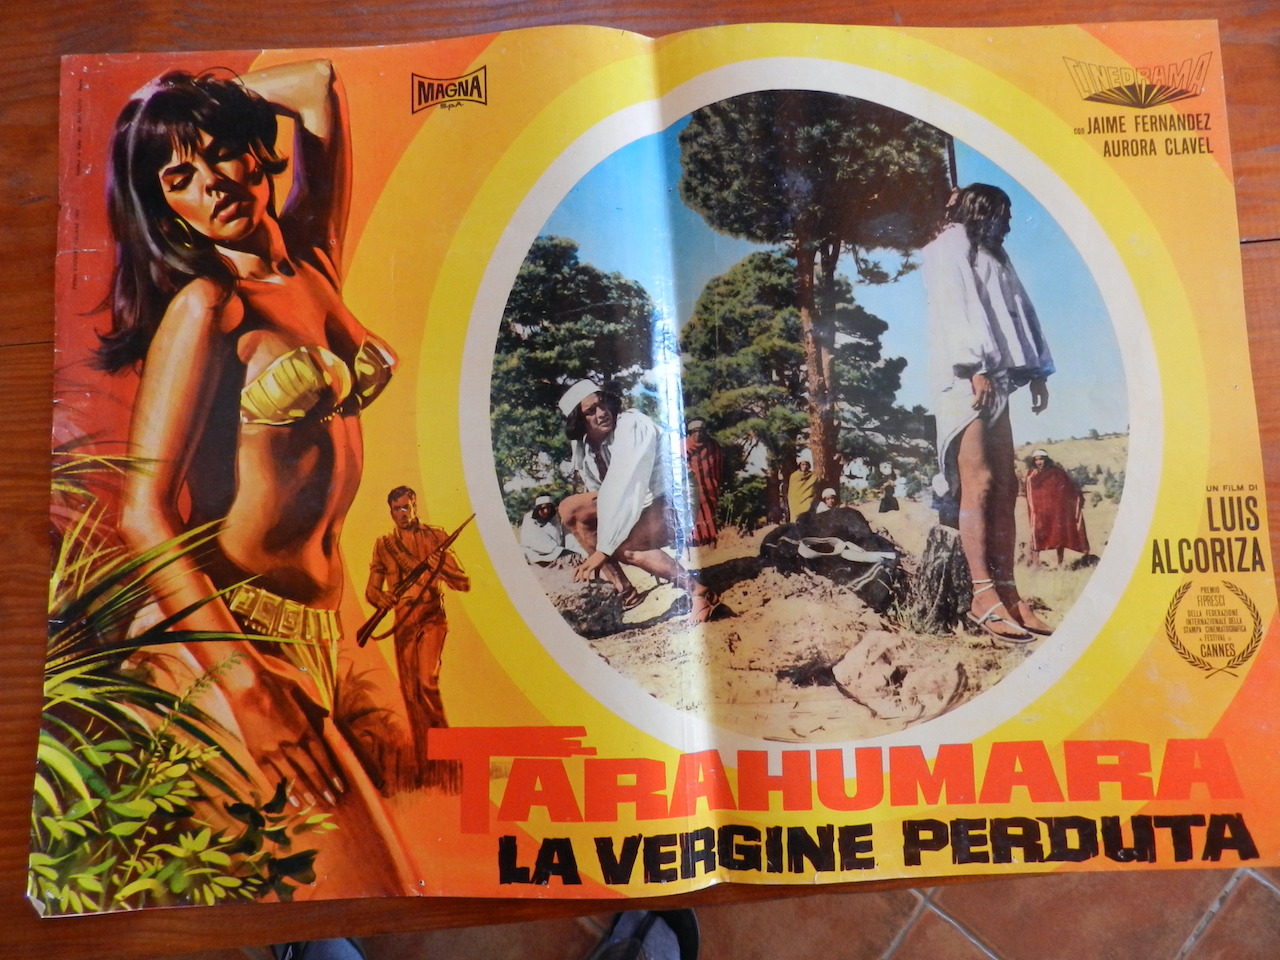 MAGNA
S.p.A.
CINEDRAMA
con JAIME FERNANDEZ
AURORA CLAVEL
UN FILM DI
LUIS
ALCORIZA
PREMIO
FIPRESCI
DELLA FEDERAZIONE
INTERNAZIONALE DELLA
STAMPA CINEMATOGRAFICA
FESTIVAL DI
CANNES
TARAHUMARA
LA VERGINE PERDUTA